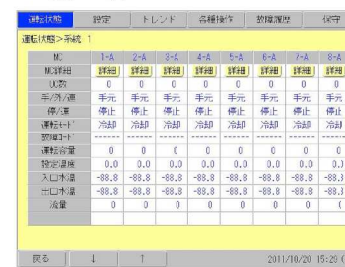 運転状態 設定 トレンド 各種操作 故障履歴 保守
運転状態>系統 1
MC 1-A 2-A 3-A 4-A 5-A 6-A 7-A 8-A
MC詳細 詳細 詳細 詳細 詳細 詳細 詳細 詳細 詳細
UC数 0 0 0 0 0 0 0 0
手/外/遠 手元 手元 手元 手元 手元 手元 手元 手元
停/運 停止 停止 停止 停止 停止 停止 停止 停止
運転モード 冷却 冷却 冷却 冷却 冷却 冷却 冷却 冷却
故障コード ----- ----- ----- ----- ----- ----- ----- -----
運転容量 0 0 0 0 0 0 0 0
設定温度 0.0 0.0 0.0 0.0 0.0 0.0 0.0 0.0
入口水温 -88.8 -88.8 -88.8 -88.8 -88.8 -88.8 -88.8 -88.8
出口水温 -88.8 -88.8 -88.8 -88.8 -88.8 -88.8 -88.8 -88.8
流量 0 0 0 0 0 0 0 0
戻る ↓ ↑ 2011/10/20 15:29